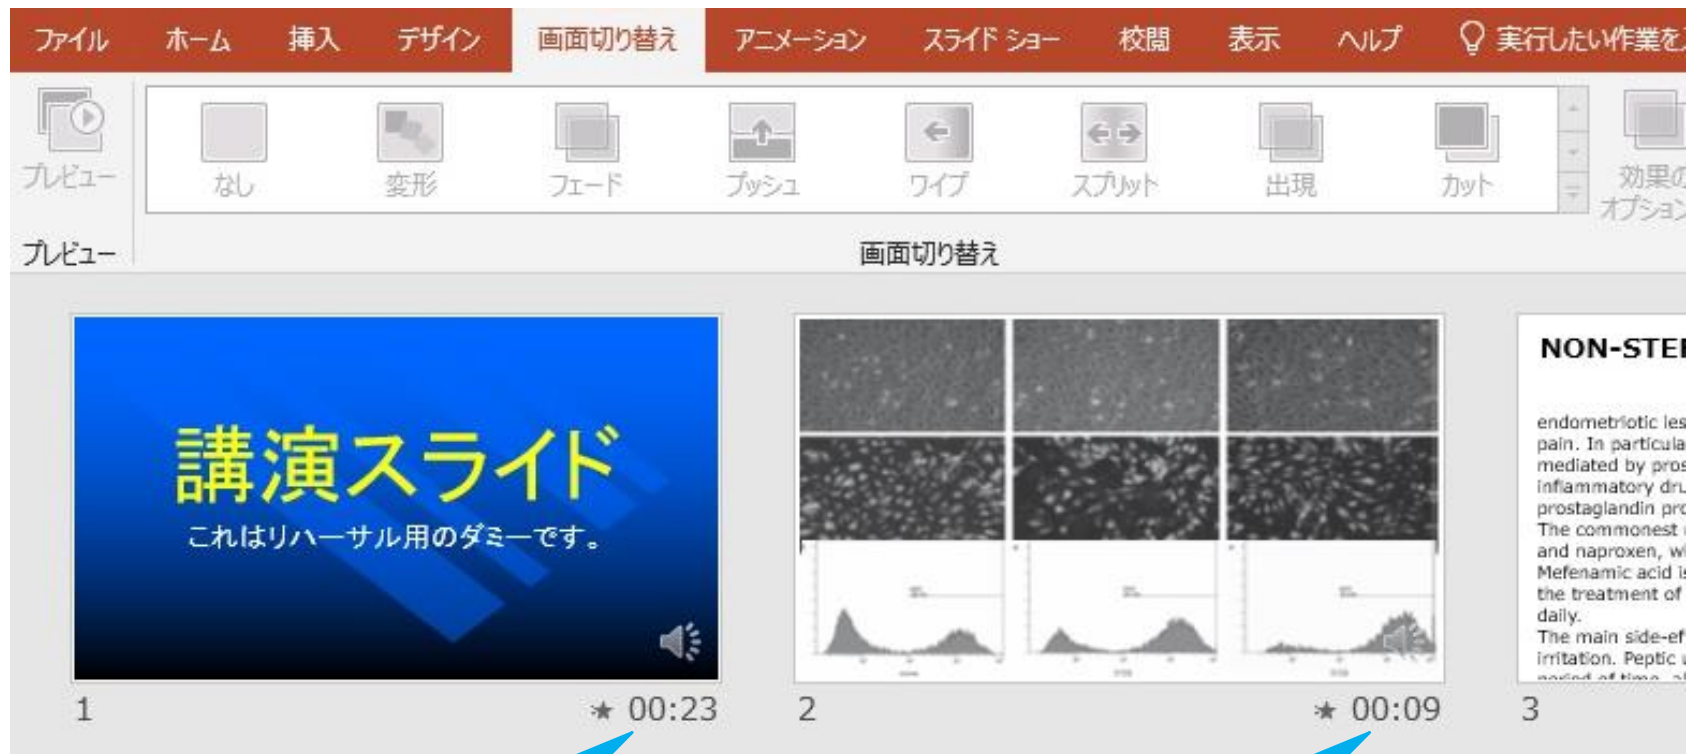 ファイル ホーム 挿入 デザイン 画面切り替え アニメーション スライド ショー 校閲 表示 ヘルプ 実行したい作業を
プレビュー なし 変形 フェード プッシュ ワイプ スプリット 出現 カット 効果の
オプション
プレビュー 画面切り替え
講演スライド
これはリハーサル用のダミーです。
1 00:23 2 00:09 3
NON-STE
endometriotic les
pain. In particula
mediated by pros
inflammatory dru
prostaglandin pro
The commonest
and naproxen, w
Mefenamic acid is
the treatment of
daily.
The main side-ef
irritation. Peptic u
period of time, al